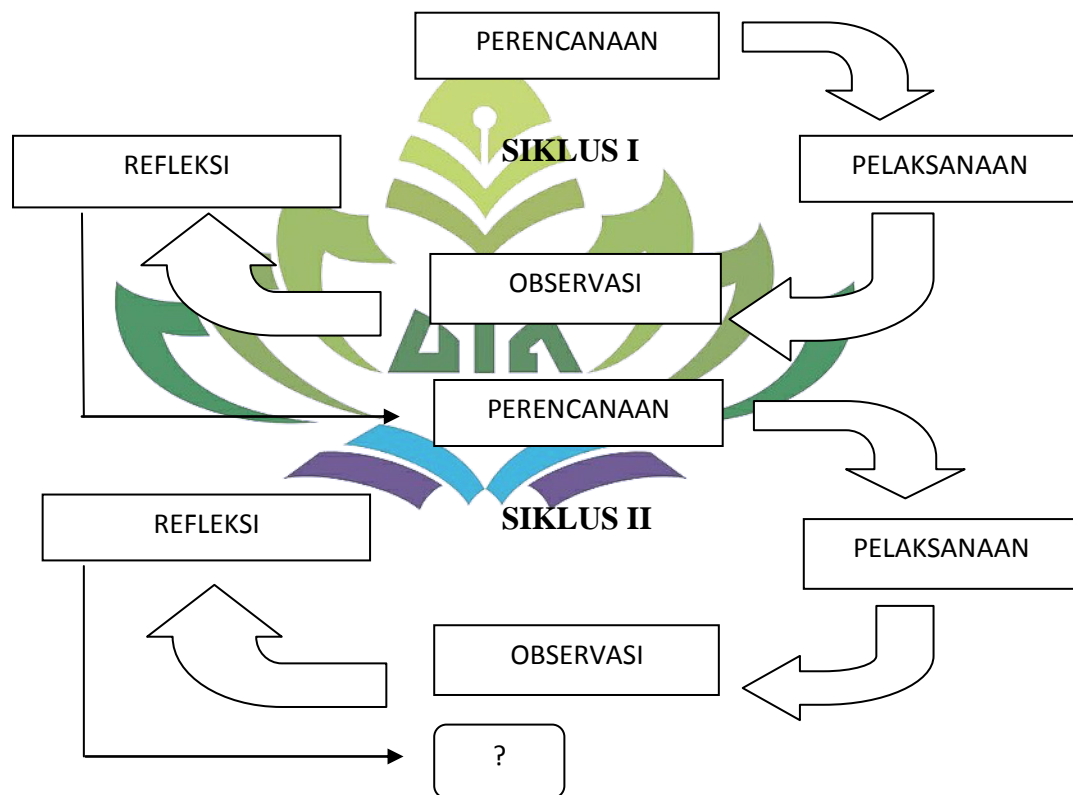 PERENCANAAN
SIKLUS I
REFLEKSI
PELAKSANAAN
OBSERVASI
PERENCANAAN
SIKLUS II
REFLEKSI
PELAKSANAAN
OBSERVASI
?